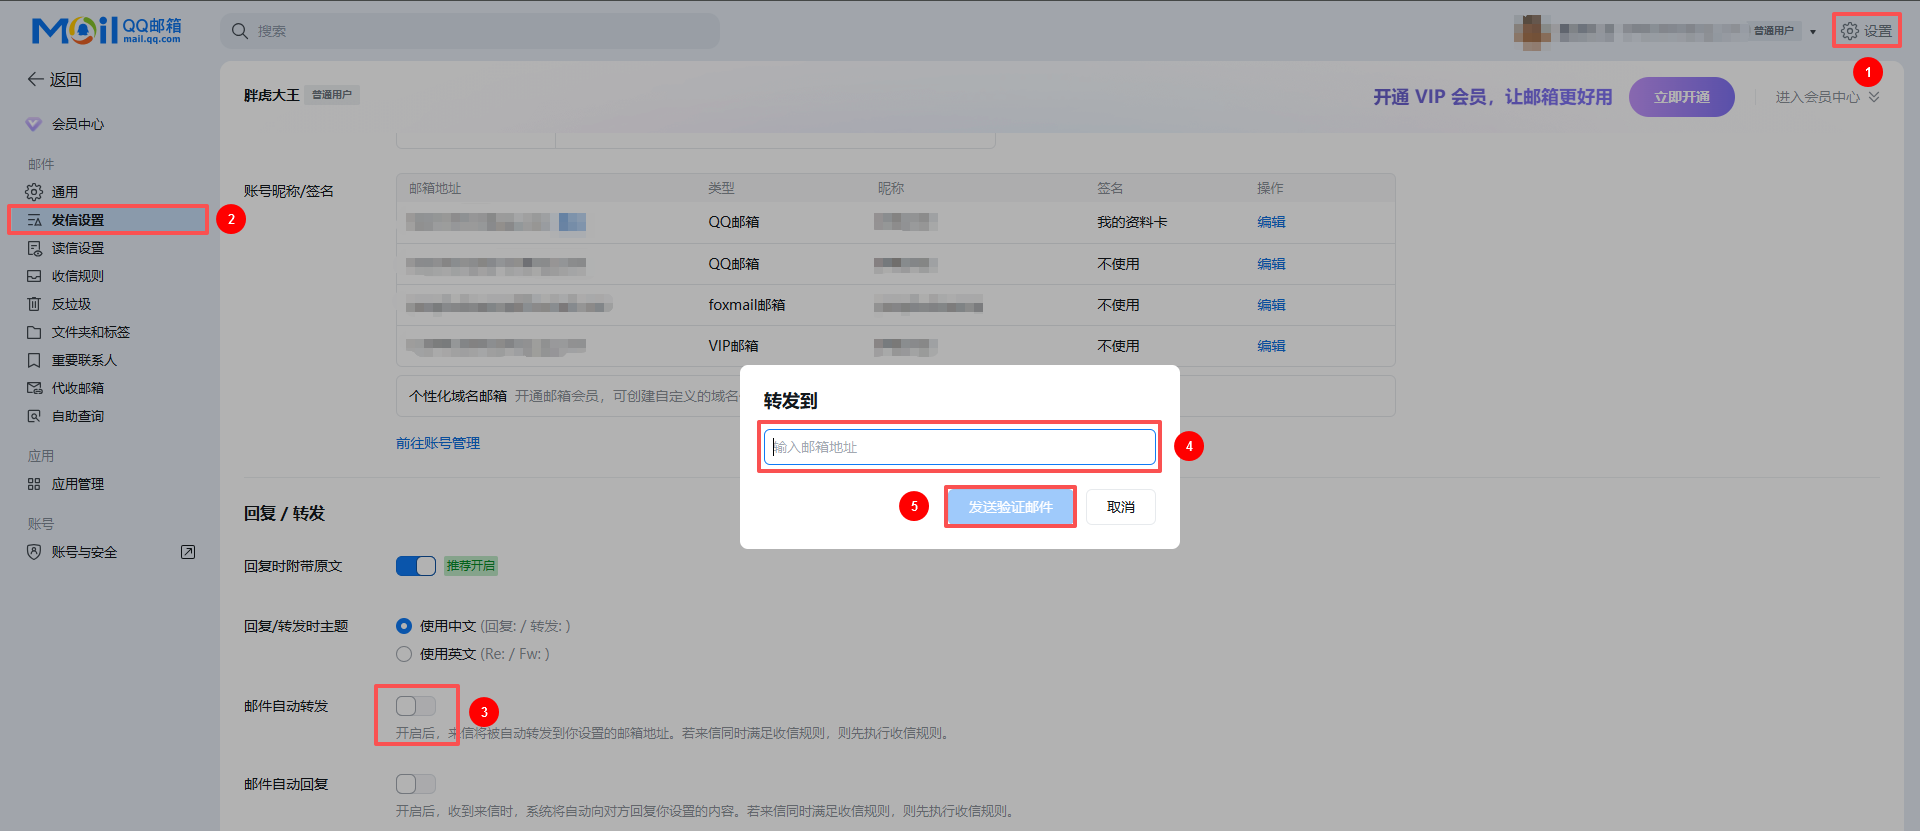 Mail QQ邮箱
mail.qq.com
搜索
普通用户
设置
1
返回
会员中心
邮件
通用
发信设置
2
读信设置
收信规则
反垃圾
文件夹和标签
重要联系人
代收邮箱
自助查询
应用
应用管理
账号
账号与安全
胖虎大王 普通用户
开通 VIP 会员，让邮箱更好用 立即开通 进入会员中心
账号昵称/签名
邮箱地址 类型 昵称 签名 操作
QQ邮箱 我的资料卡 编辑
QQ邮箱 不使用 编辑
foxmail邮箱 不使用 编辑
VIP邮箱 不使用 编辑
个性化域名邮箱 开通邮箱会员，可创建自定义的域名
前往账号管理
转发到
输入邮箱地址
4
5
发送验证邮件 取消
回复 / 转发
回复时附带原文 推荐开启
回复/转发时主题 使用中文 (回复: / 转发: )
使用英文 (Re: / Fw: )
邮件自动转发
3
开启后，来信将被自动转发到你设置的邮箱地址。若来信同时满足收信规则，则先执行收信规则。
邮件自动回复
开启后，收到来信时，系统将自动向对方回复你设置的内容。若来信同时满足收信规则，则先执行收信规则。